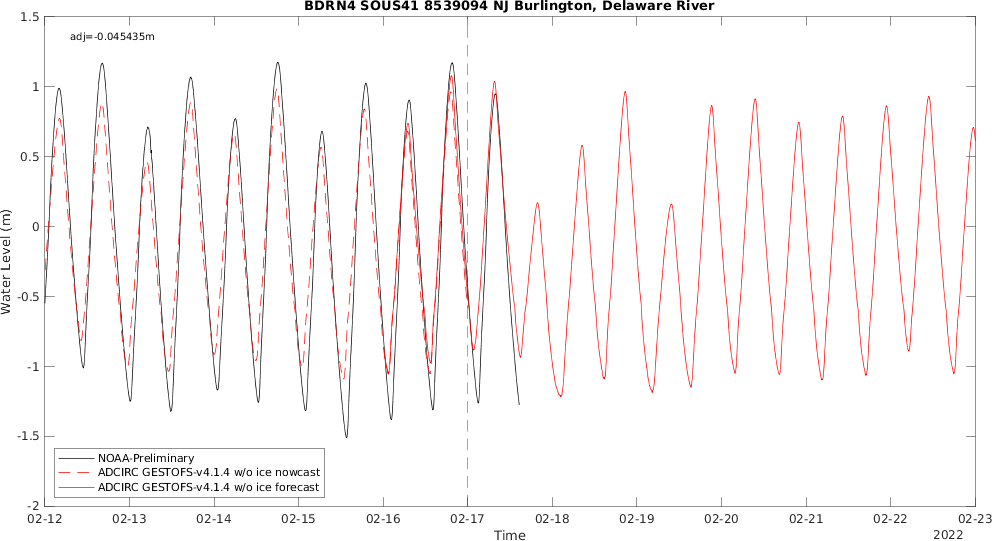 BDRN4 SOUS41 8539094 NJ Burlington, Delaware River
adj=-0.045435m
1.5
1
0.5
0
-0.5
-1
-1.5
-2
Water Level (m)
NOAA-Preliminary
ADCIRC GESTOFS-v4.1.4 w/o ice nowcast
ADCIRC GESTOFS-v4.1.4 w/o ice forecast
02-12 02-13 02-14 02-15 02-16 02-17 02-18 02-19 02-20 02-21 02-22 02-23
Time
2022